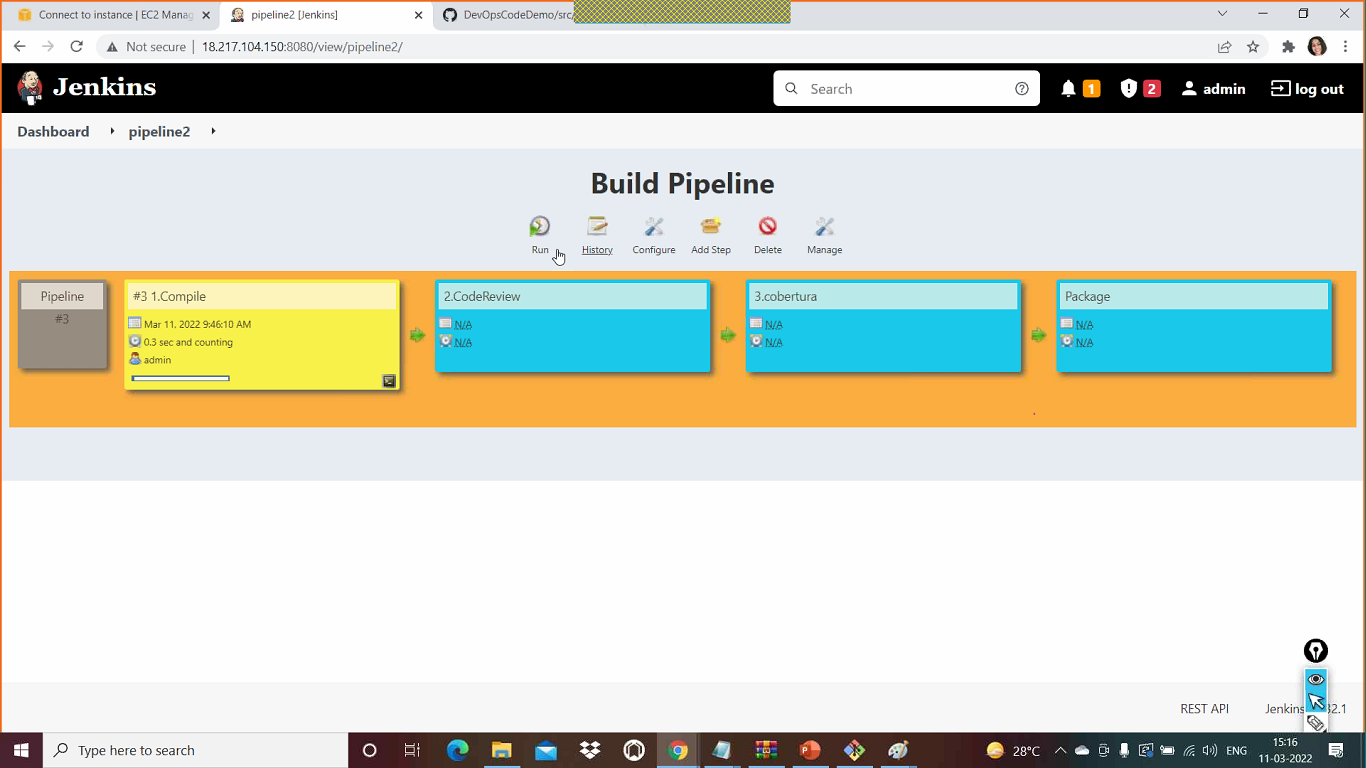 Connect to instance | EC2 Manag
pipeline2 [Jenkins]
DevOpsCodeDemo/src/
Not secure
18.217.104.150:8080/view/pipeline2/
Jenkins
Search
1
2
admin
log out
Dashboard
pipeline2
Build Pipeline
Run
History
Configure
Add Step
Delete
Manage
Pipeline
#3
#3 1.Compile
Mar 11, 2022 9:46:10 AM
0.3 sec and counting
admin
2.CodeReview
N/A
N/A
3.cobertura
N/A
N/A
Package
N/A
N/A
REST API
Jenkins
32.1
Type here to search
28°C
ENG
15:16
11-03-2022